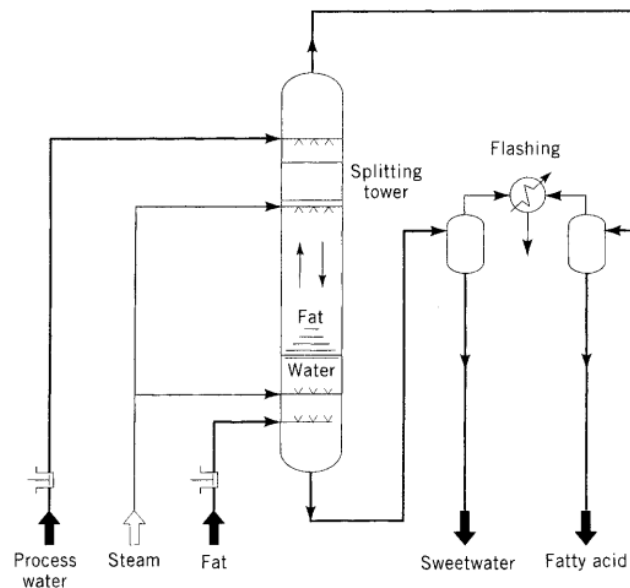 Flashing
Splitting
tower
Fat
Water
Process
water
Steam
Fat
Sweetwater
Fatty acid